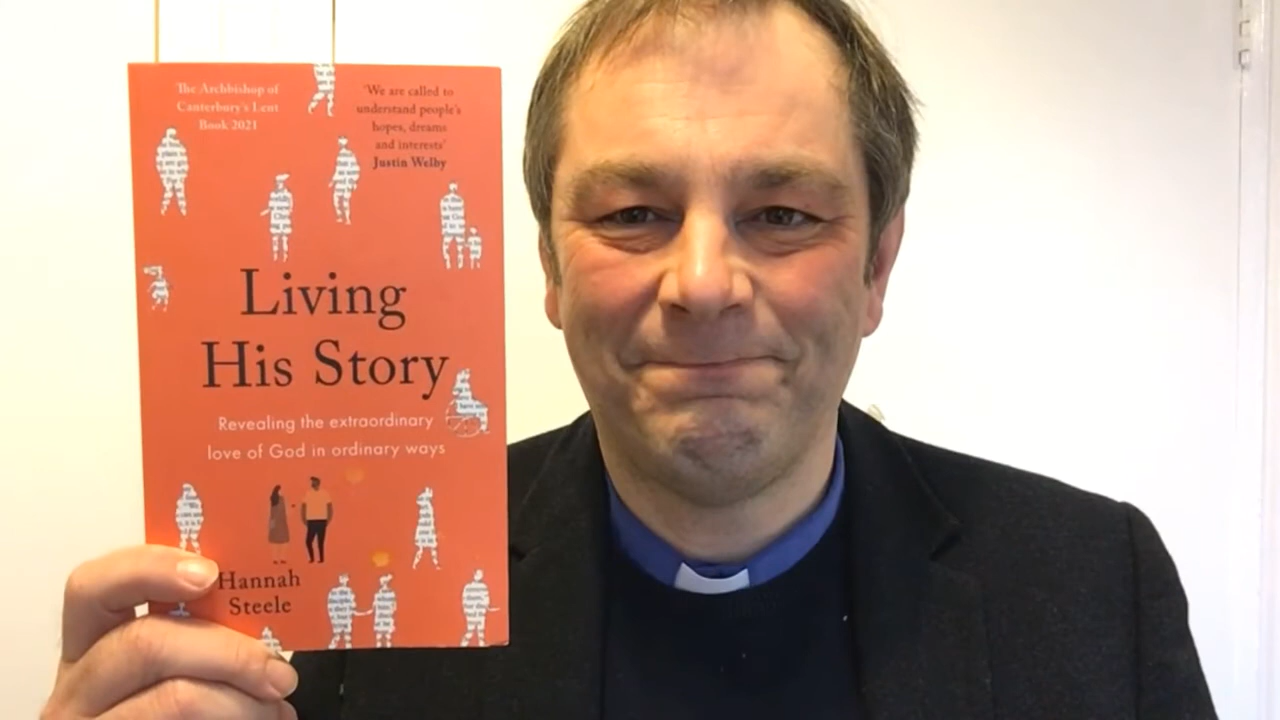 The Archbishop of
Canterbury's Lent
Book 2021
'We are called to
understand people's
hopes, dreams
and interests'
Justin Welby
Living
His Story
Revealing the extraordinary
love of God in ordinary ways
Hannah
Steele